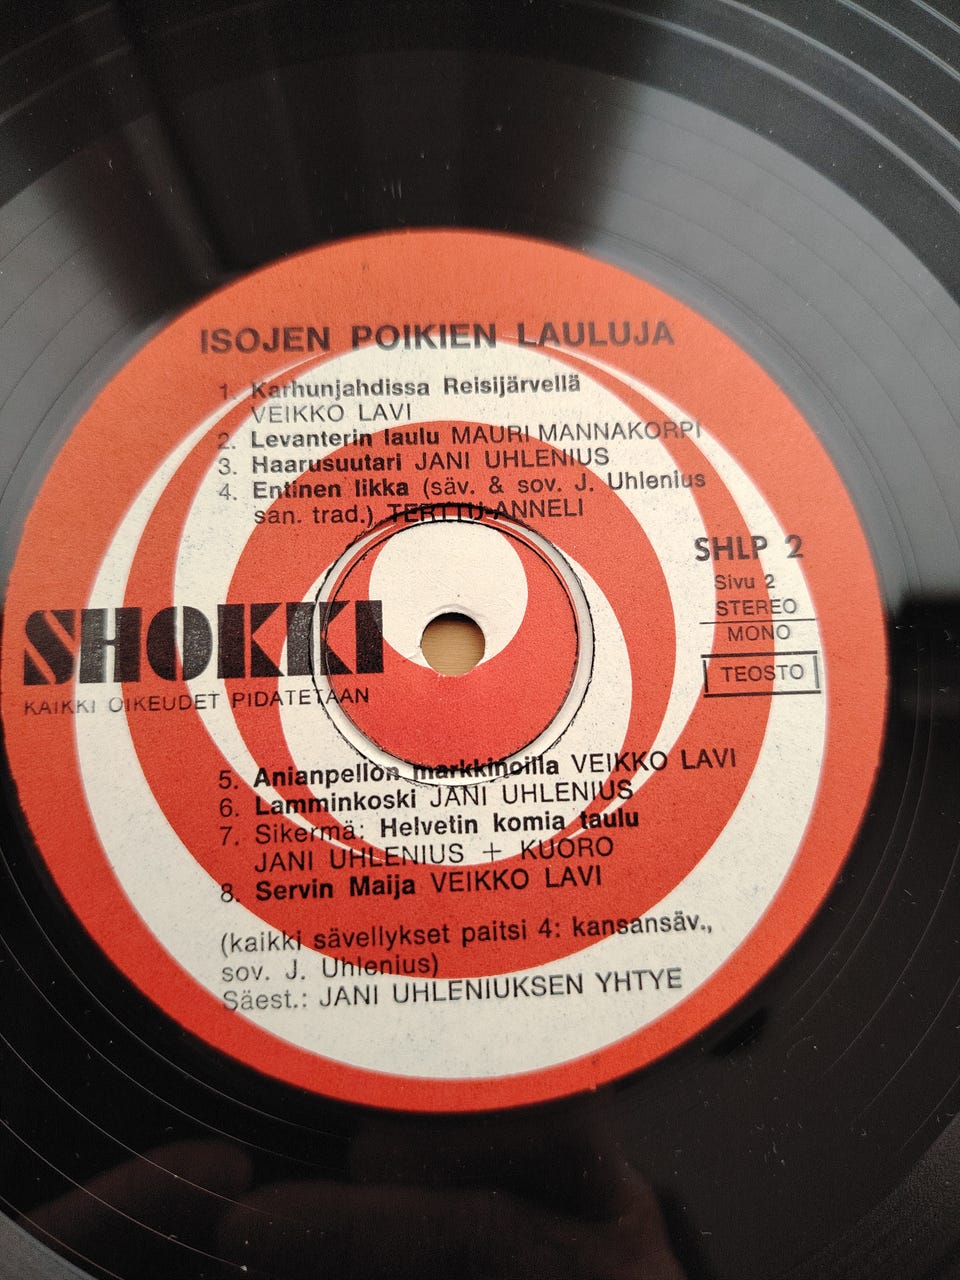 ISOJEN POIKIEN LAULUJA
1. Karhunjahdissa Reisijärvellä
VEIKKO LAVI
2. Levanterin laulu MAURI MANNAKORPI
3. Haarusuutari JANI UHLENIUS
4. Entinen likka (säv. & sov. J. Uhlenius
san. trad.) TERTTU-ANNELI
SHLP 2
Sivu 2
STEREO
MONO
TEOSTO
SHOKKI
KAIKKI OIKEUDET PIDATETAAN
5. Anianpellon markkinoilla VEIKKO LAVI
6. Lamminkoski JANI UHLENIUS
7. Sikermä: Helvetin komia taulu
JANI UHLENIUS + KUORO
8. Servin Maija VEIKKO LAVI
(kaikki sävellykset paitsi 4: kansansäv.,
sov. J. Uhlenius)
Säest.: JANI UHLENIUKSEN YHTYE